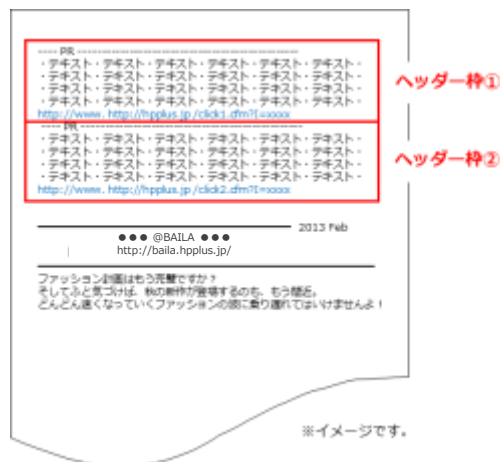 ---- PR --------------------------------------------
・テキスト・テキスト・テキスト・テキスト・テキスト・テキスト・
・テキスト・テキスト・テキスト・テキスト・テキスト・テキスト・
・テキスト・テキスト・テキスト・テキスト・テキスト・テキスト・
・テキスト・テキスト・テキスト・テキスト・テキスト・テキスト・
http://www. http://hpplus.jp/click1.dfm?I=xxxx
ヘッダー枠①
---- PR --------------------------------------------
・テキスト・テキスト・テキスト・テキスト・テキスト・テキスト・
・テキスト・テキスト・テキスト・テキスト・テキスト・テキスト・
・テキスト・テキスト・テキスト・テキスト・テキスト・テキスト・
・テキスト・テキスト・テキスト・テキスト・テキスト・テキスト・
http://www. http://hpplus.jp/click2.dfm?I=xxxx
ヘッダー枠②
2013 Feb
●●● @BAILA ●●●
http://baila.hpplus.jp/
ファッション計画はもう完璧ですか？
そしてふと気づけば、秋の新作が登場するのも、もう間近。
どんどん速くなっていくファッションの波に乗り遅れてはいけませんよ！
※イメージです。